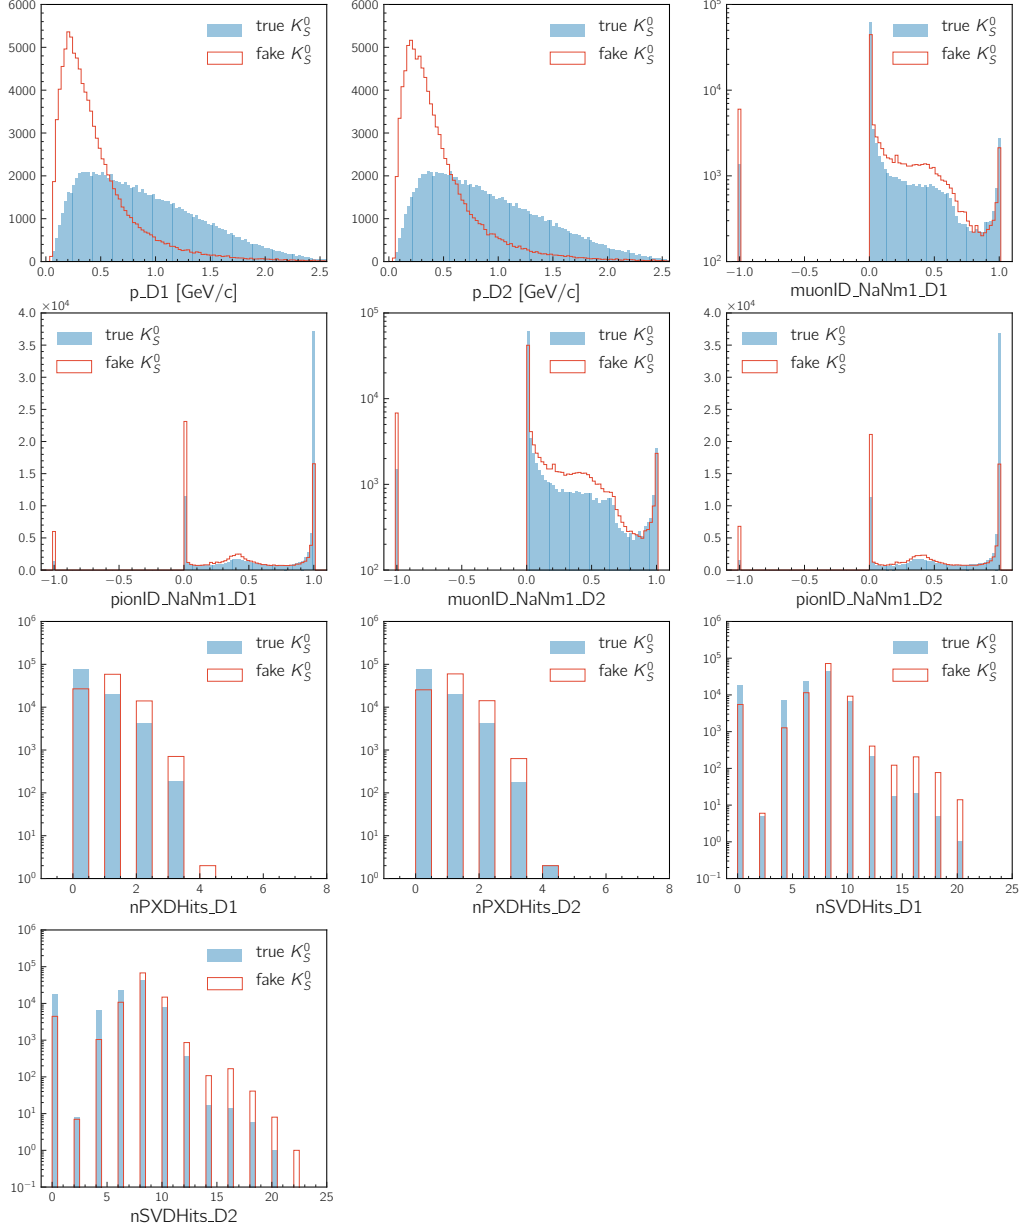 6000
5000
4000
3000
2000
1000
0
true K_S^0
fake K_S^0
0.0 0.5 1.0 1.5 2.0 2.5
p_D1 [GeV/c]
6000
5000
4000
3000
2000
1000
0
true K_S^0
fake K_S^0
0.0 0.5 1.0 1.5 2.0 2.5
p_D2 [GeV/c]
10^5
10^4
10^3
10^2
true K_S^0
fake K_S^0
−1.0 −0.5 0.0 0.5 1.0
muonID_NaNm1_D1
×10^4
4.0
3.5
3.0
2.5
2.0
1.5
1.0
0.5
0.0
true K_S^0
fake K_S^0
−1.0 −0.5 0.0 0.5 1.0
pionID_NaNm1_D1
10^5
10^4
10^3
10^2
true K_S^0
fake K_S^0
−1.0 −0.5 0.0 0.5 1.0
muonID_NaNm1_D2
×10^4
4.0
3.5
3.0
2.5
2.0
1.5
1.0
0.5
0.0
true K_S^0
fake K_S^0
−1.0 −0.5 0.0 0.5 1.0
pionID_NaNm1_D2
10^6
10^5
10^4
10^3
10^2
10^1
10^0
true K_S^0
fake K_S^0
0 2 4 6 8
nPXDHits_D1
10^6
10^5
10^4
10^3
10^2
10^1
10^0
true K_S^0
fake K_S^0
0 2 4 6 8
nPXDHits_D2
10^6
10^5
10^4
10^3
10^2
10^1
10^0
10^−1
true K_S^0
fake K_S^0
0 5 10 15 20 25
nSVDHits_D1
10^6
10^5
10^4
10^3
10^2
10^1
10^0
10^−1
true K_S^0
fake K_S^0
0 5 10 15 20 25
nSVDHits_D2